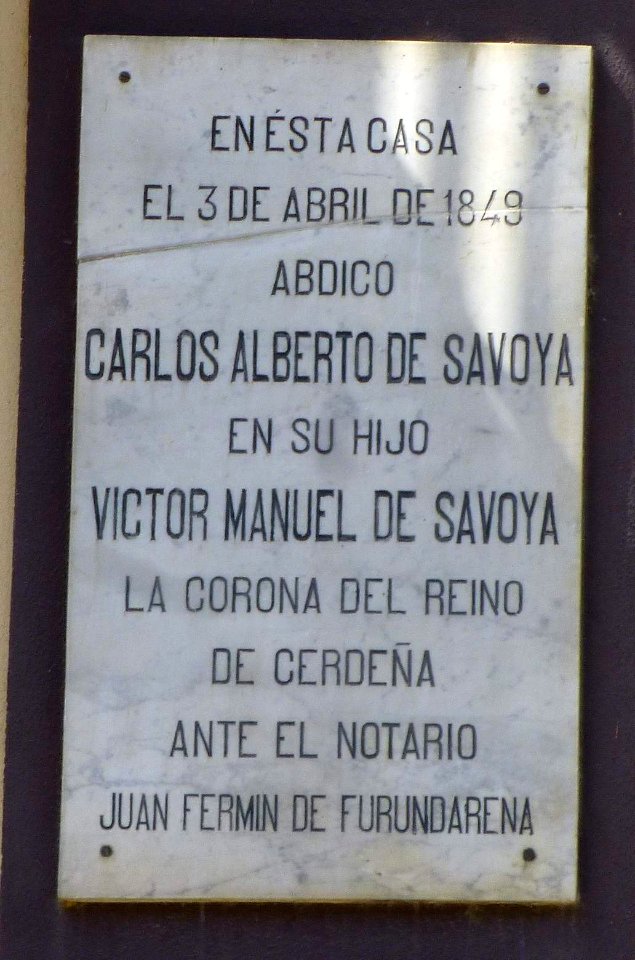 EN ÉSTA CASA
EL 3 DE ABRIL DE 1849
ABDICO
CARLOS ALBERTO DE SAVOYA
EN SU HIJO
VICTOR MANUEL DE SAVOYA
LA CORONA DEL REINO
DE CERDEÑA
ANTE EL NOTARIO
JUAN FERMIN DE FURUNDARENA